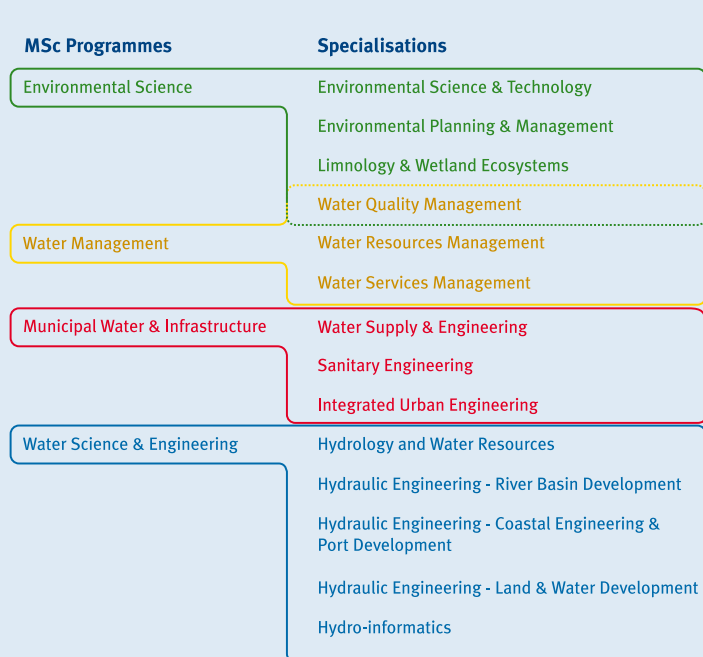 MSc Programmes Specialisations
Environmental Science Environmental Science & Technology
Environmental Planning & Management
Limnology & Wetland Ecosystems
Water Quality Management
Water Management Water Resources Management
Water Services Management
Municipal Water & Infrastructure Water Supply & Engineering
Sanitary Engineering
Integrated Urban Engineering
Water Science & Engineering Hydrology and Water Resources
Hydraulic Engineering - River Basin Development
Hydraulic Engineering - Coastal Engineering &
Port Development
Hydraulic Engineering - Land & Water Development
Hydro-informatics